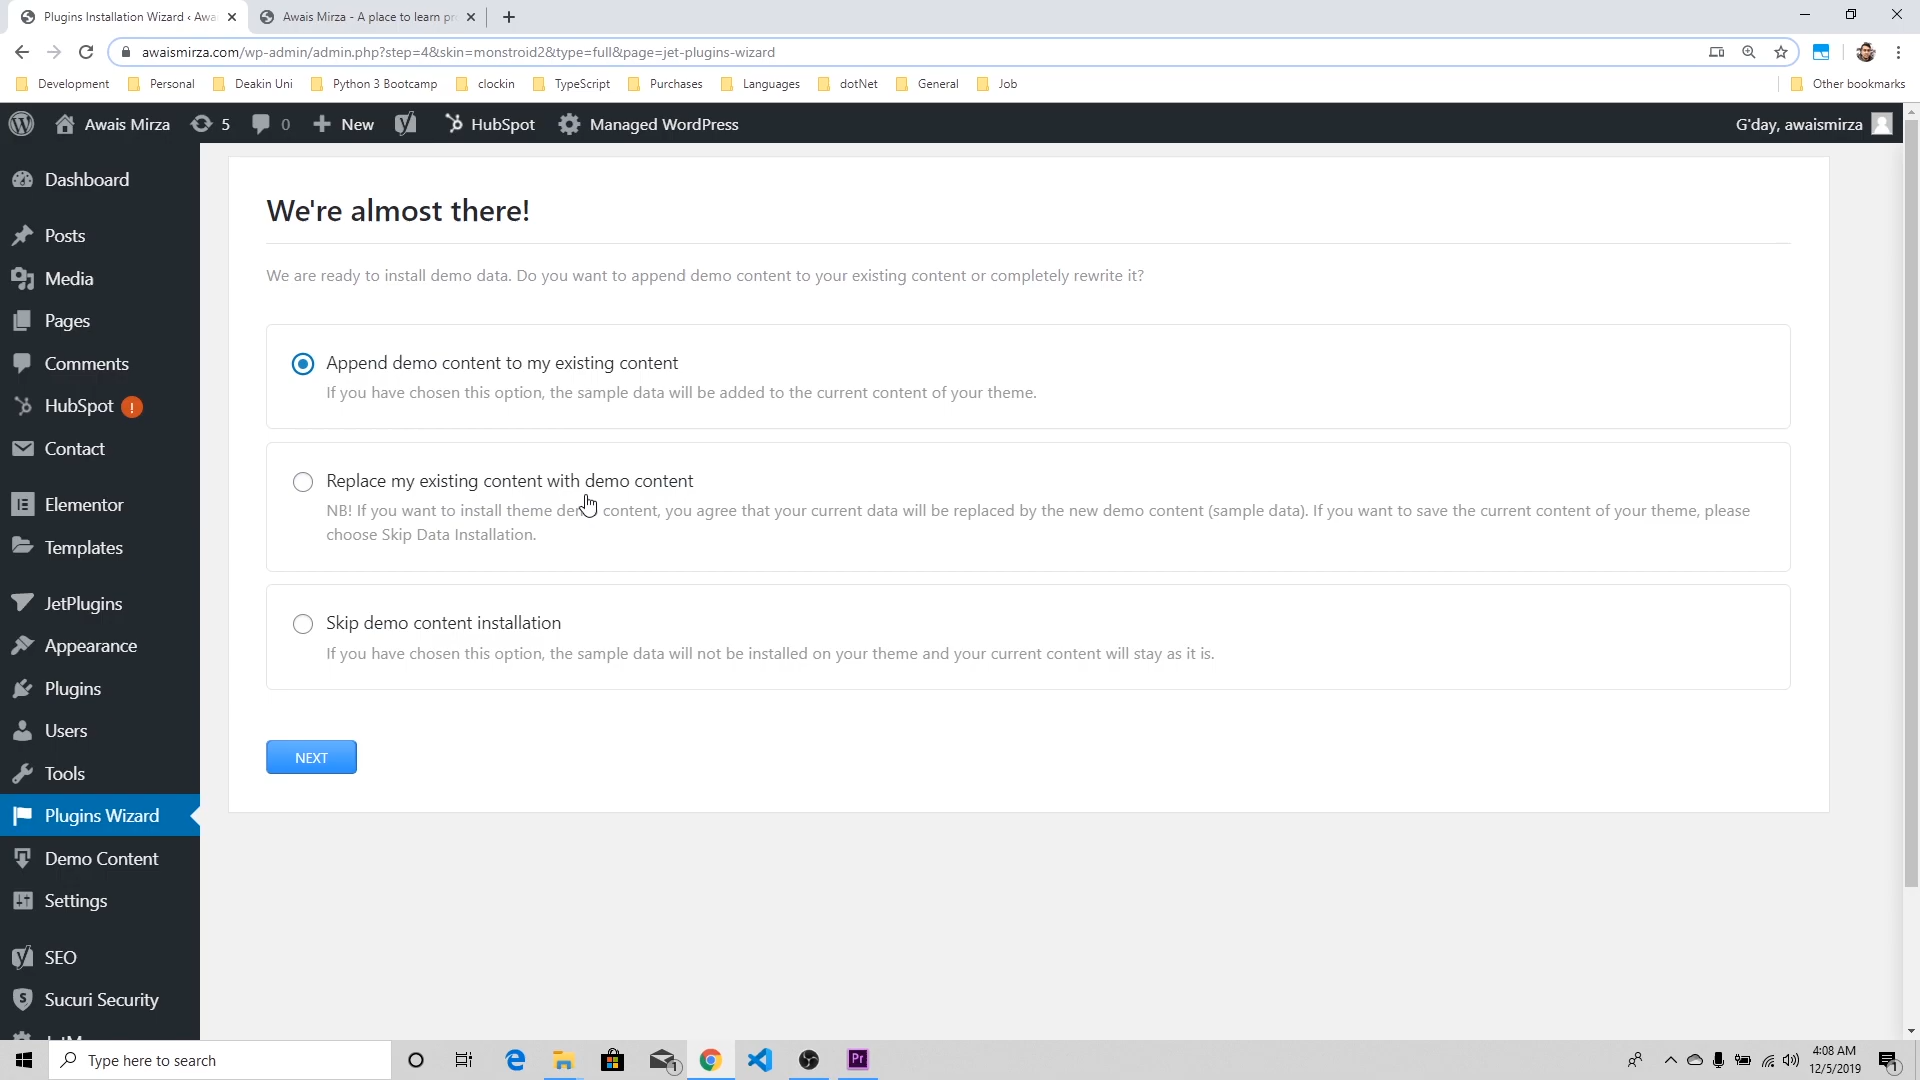 Plugins Installation Wizard ‹ Awa
Awais Mirza - A place to learn pr
awaismirza.com/wp-admin/admin.php?step=4&skin=monstroid2&type=full&page=jet-plugins-wizard
Development
Personal
Deakin Uni
Python 3 Bootcamp
clockin
TypeScript
Purchases
Languages
dotNet
General
Job
Other bookmarks
Awais Mirza
5
0
New
HubSpot
Managed WordPress
G'day, awaismirza
Dashboard
Posts
Media
Pages
Comments
HubSpot !
Contact
Elementor
Templates
JetPlugins
Appearance
Plugins
Users
Tools
Plugins Wizard
Demo Content
Settings
SEO
Sucuri Security
We're almost there!
We are ready to install demo data. Do you want to append demo content to your existing content or completely rewrite it?
Append demo content to my existing content
If you have chosen this option, the sample data will be added to the current content of your theme.
Replace my existing content with demo content
NB! If you want to install theme demo content, you agree that your current data will be replaced by the new demo content (sample data). If you want to save the current content of your theme, please
choose Skip Data Installation.
Skip demo content installation
If you have chosen this option, the sample data will not be installed on your theme and your current content will stay as it is.
NEXT
Type here to search
1
Pr
4:08 AM
12/5/2019
1